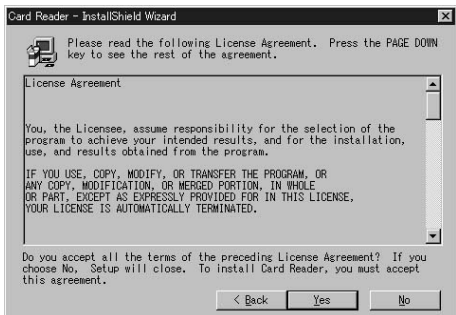 Card Reader - InstallShield Wizard
Please read the following License Agreement. Press the PAGE DOWN
key to see the rest of the agreement.
License Agreement
You, the Licensee, assume responsibility for the selection of the
program to achieve your intended results, and for the installation,
use, and results obtained from the program.
IF YOU USE, COPY, MODIFY, OR TRANSFER THE PROGRAM, OR
ANY COPY, MODIFICATION, OR MERGED PORTION, IN WHOLE
OR PART, EXCEPT AS EXPRESSLY PROVIDED FOR IN THIS LICENSE,
YOUR LICENSE IS AUTOMATICALLY TERMINATED.
Do you accept all the terms of the preceding License Agreement? If you
choose No, Setup will close. To install Card Reader, you must accept
this agreement.
< Back Yes No